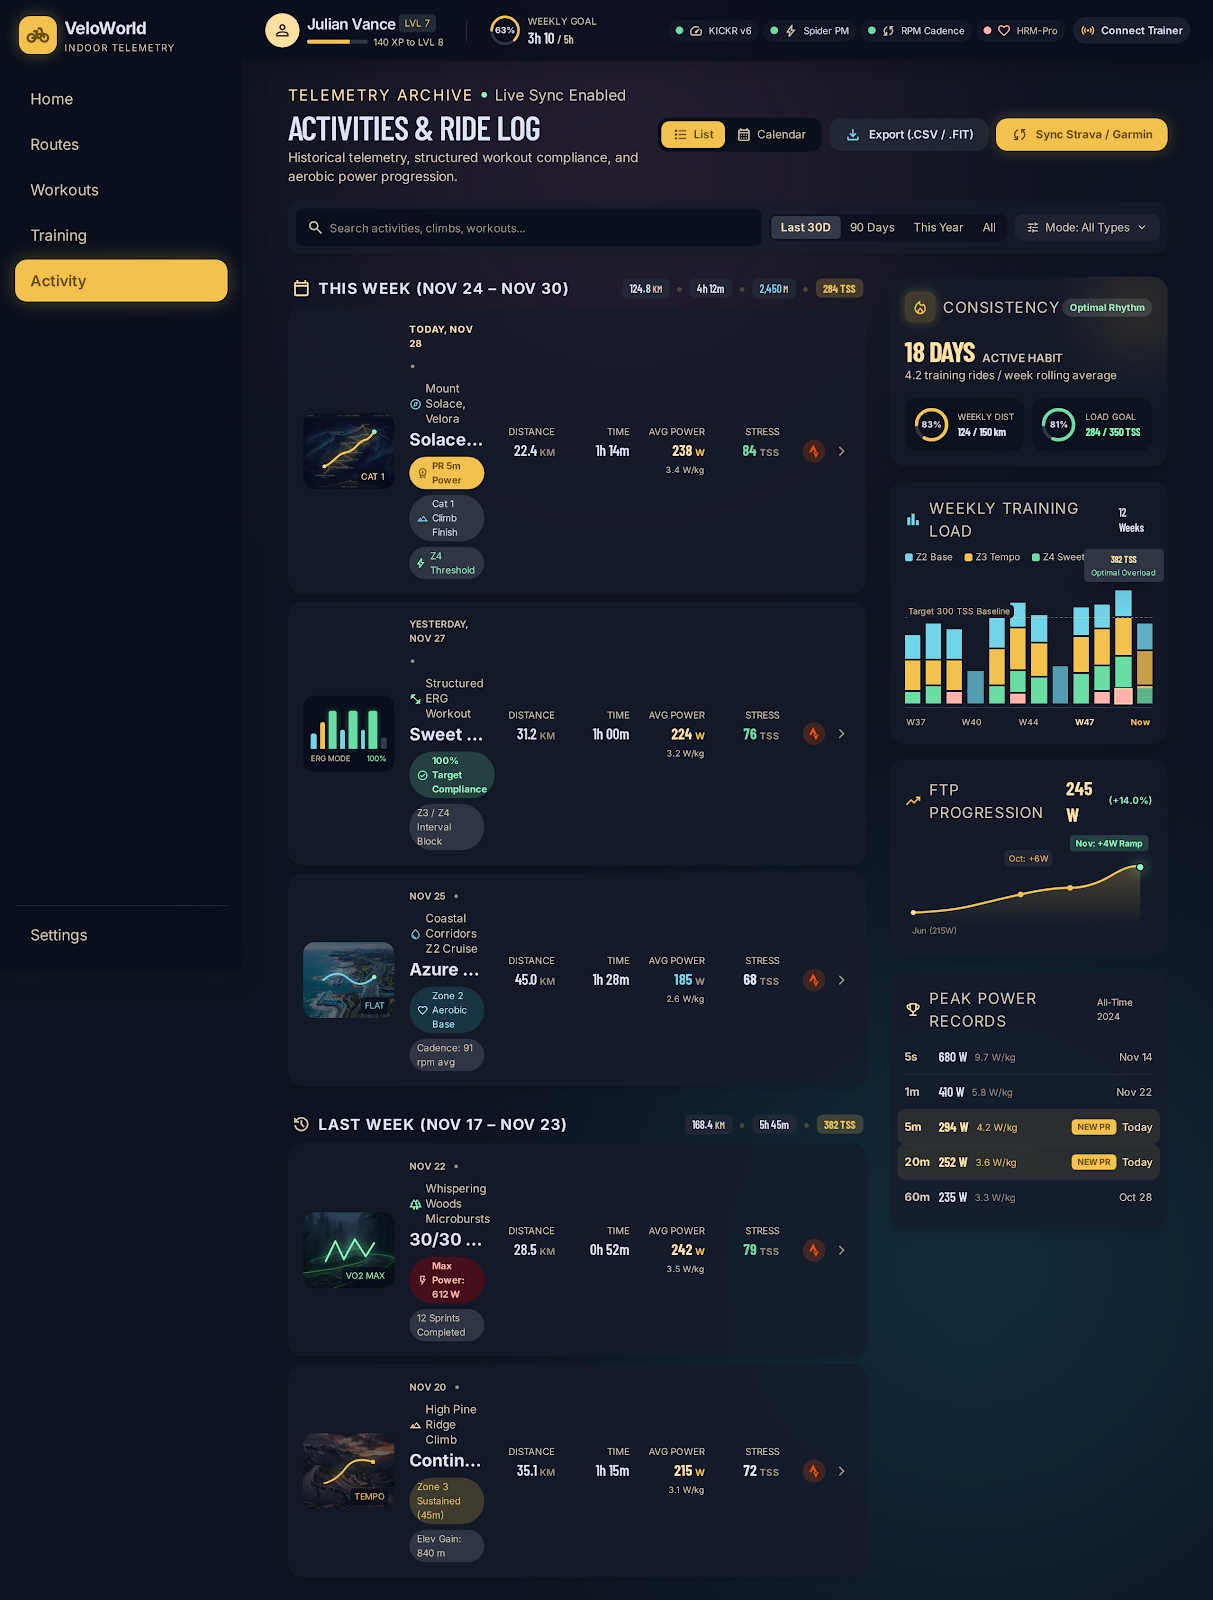 VeloWorld
INDOOR TELEMETRY
Home
Routes
Workouts
Training
Activity
Settings
Julian Vance LVL 7
140 XP to LVL 8
63%
WEEKLY GOAL
3h 10 / 5h
KICKR v6
Spider PM
RPM Cadence
HRM-Pro
Connect Trainer
TELEMETRY ARCHIVE • Live Sync Enabled
ACTIVITIES & RIDE LOG
Historical telemetry, structured workout compliance, and
aerobic power progression.
List
Calendar
Export (.CSV / .FIT)
Sync Strava / Garmin
Search activities, climbs, workouts...
Last 30D
90 Days
This Year
All
Mode: All Types
THIS WEEK (NOV 24 – NOV 30)
124.8 KM • 4h 12m • 2,450 M • 284 TSS
TODAY, NOV
28
•
Mount
Solace,
Velora
Solace...
PR 5m
Power
Cat 1
Climb
Finish
Z4
Threshold
CAT 1
DISTANCE
22.4 KM
TIME
1h 14m
AVG POWER
238 W
3.4 W/kg
STRESS
84 TSS
YESTERDAY,
NOV 27
•
Structured
ERG
Workout
Sweet ...
100%
Target
Compliance
Z3 / Z4
Interval
Block
ERG MODE 100%
DISTANCE
31.2 KM
TIME
1h 00m
AVG POWER
224 W
3.2 W/kg
STRESS
76 TSS
NOV 25 •
Coastal
Corridors
Z2 Cruise
Azure ...
Zone 2
Aerobic
Base
Cadence: 91
rpm avg
FLAT
DISTANCE
45.0 KM
TIME
1h 28m
AVG POWER
185 W
2.6 W/kg
STRESS
68 TSS
LAST WEEK (NOV 17 – NOV 23)
168.4 KM • 5h 45m • 382 TSS
NOV 22 •
Whispering
Woods
Microbursts
30/30 ...
Max
Power:
612 W
12 Sprints
Completed
VO2 MAX
DISTANCE
28.5 KM
TIME
0h 52m
AVG POWER
242 W
3.5 W/kg
STRESS
79 TSS
NOV 20 •
High Pine
Ridge
Climb
Contin...
Zone 3
Sustained
(45m)
Elev Gain:
840 m
TEMPO
DISTANCE
35.1 KM
TIME
1h 15m
AVG POWER
215 W
3.1 W/kg
STRESS
72 TSS
CONSISTENCY
Optimal Rhythm
18 DAYS ACTIVE HABIT
4.2 training rides / week rolling average
83%
WEEKLY DIST
124 / 150 km
81%
LOAD GOAL
284 / 350 TSS
WEEKLY TRAINING
LOAD
12
Weeks
Z2 Base
Z3 Tempo
Z4 Sweet
382 TSS
Optimal Overload
Target 300 TSS Baseline
W37 W40 W44 W47 Now
FTP
PROGRESSION
245
W
(+14.0%)
Nov: +4W Ramp
Oct: +6W
Jun (215W)
PEAK POWER
RECORDS
All-Time
2024
5s 680 W 9.7 W/kg Nov 14
1m 410 W 5.8 W/kg Nov 22
5m 294 W 4.2 W/kg NEW PR Today
20m 252 W 3.6 W/kg NEW PR Today
60m 235 W 3.3 W/kg Oct 28